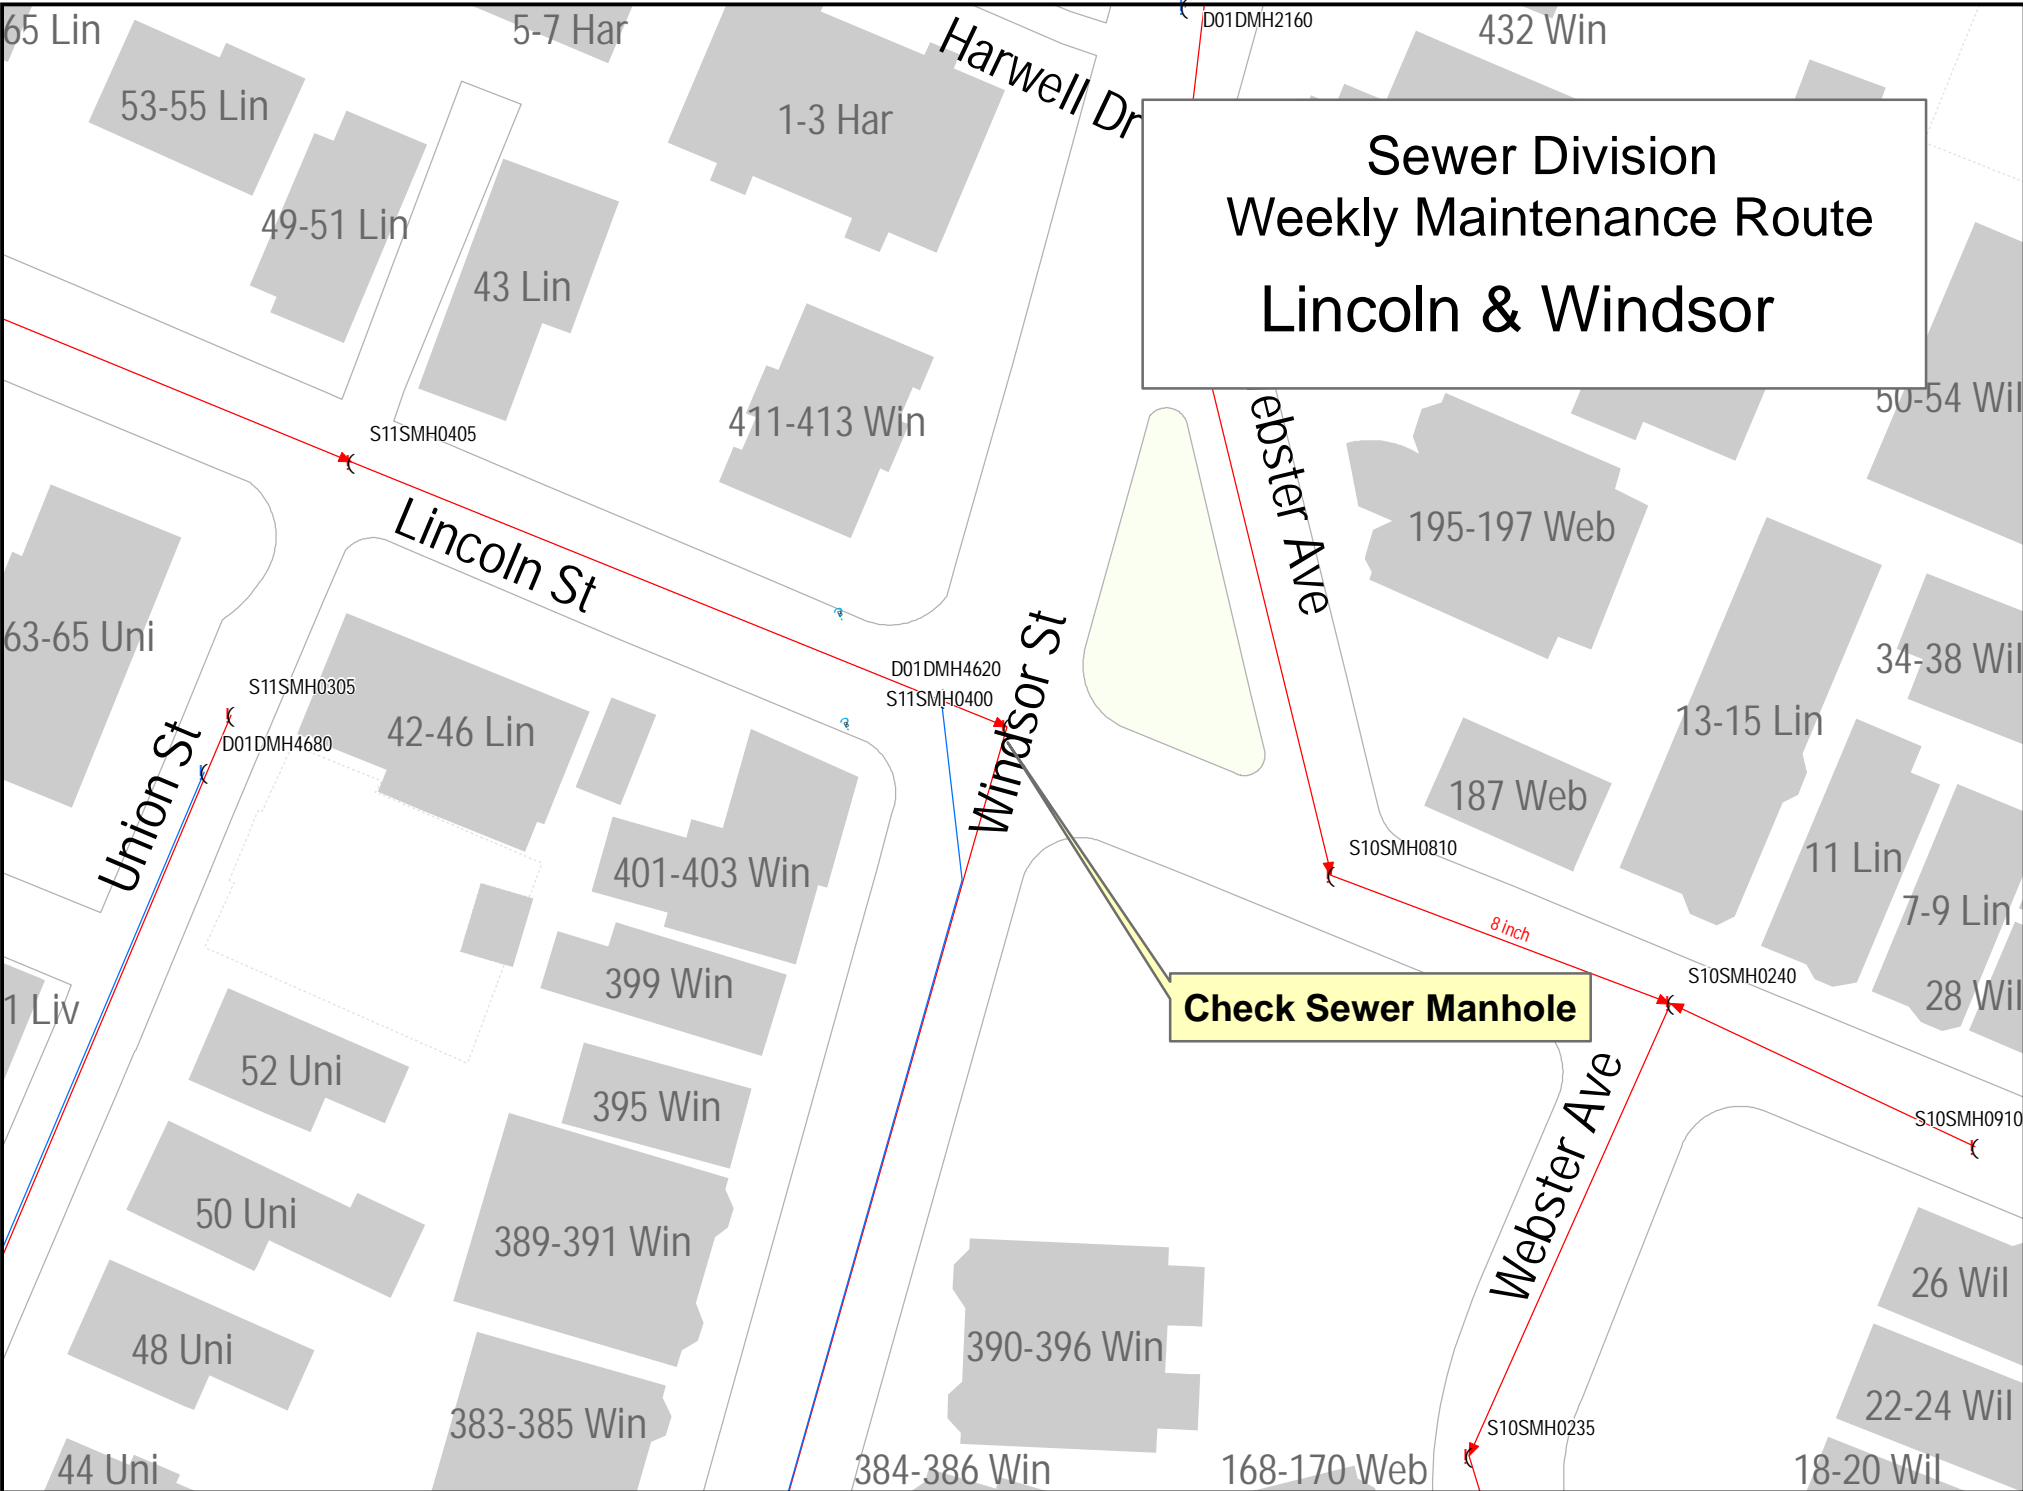 65 Lin
5-7 Har
D01DMH2160
432 Win
Harwell Dr
53-55 Lin
1-3 Har
Sewer Division
Weekly Maintenance Route
Lincoln & Windsor
49-51 Lin
43 Lin
50-54 Wil
411-413 Win
ebster Ave
S11SMH0405
Lincoln St
195-197 Web
63-65 Uni
34-38 Wil
D01DMH4620
S11SMH0400
Windsor St
S11SMH0305
42-46 Lin
13-15 Lin
D01DMH4680
Union St
187 Web
S10SMH0810
11 Lin
401-403 Win
7-9 Lin
8 inch
399 Win
S10SMH0240
28 Wil
1 Liv
Check Sewer Manhole
52 Uni
395 Win
S10SMH0910
Webster Ave
50 Uni
389-391 Win
26 Wil
48 Uni
390-396 Win
22-24 Wil
383-385 Win
S10SMH0235
44 Uni
384-386 Win
168-170 Web
18-20 Wil